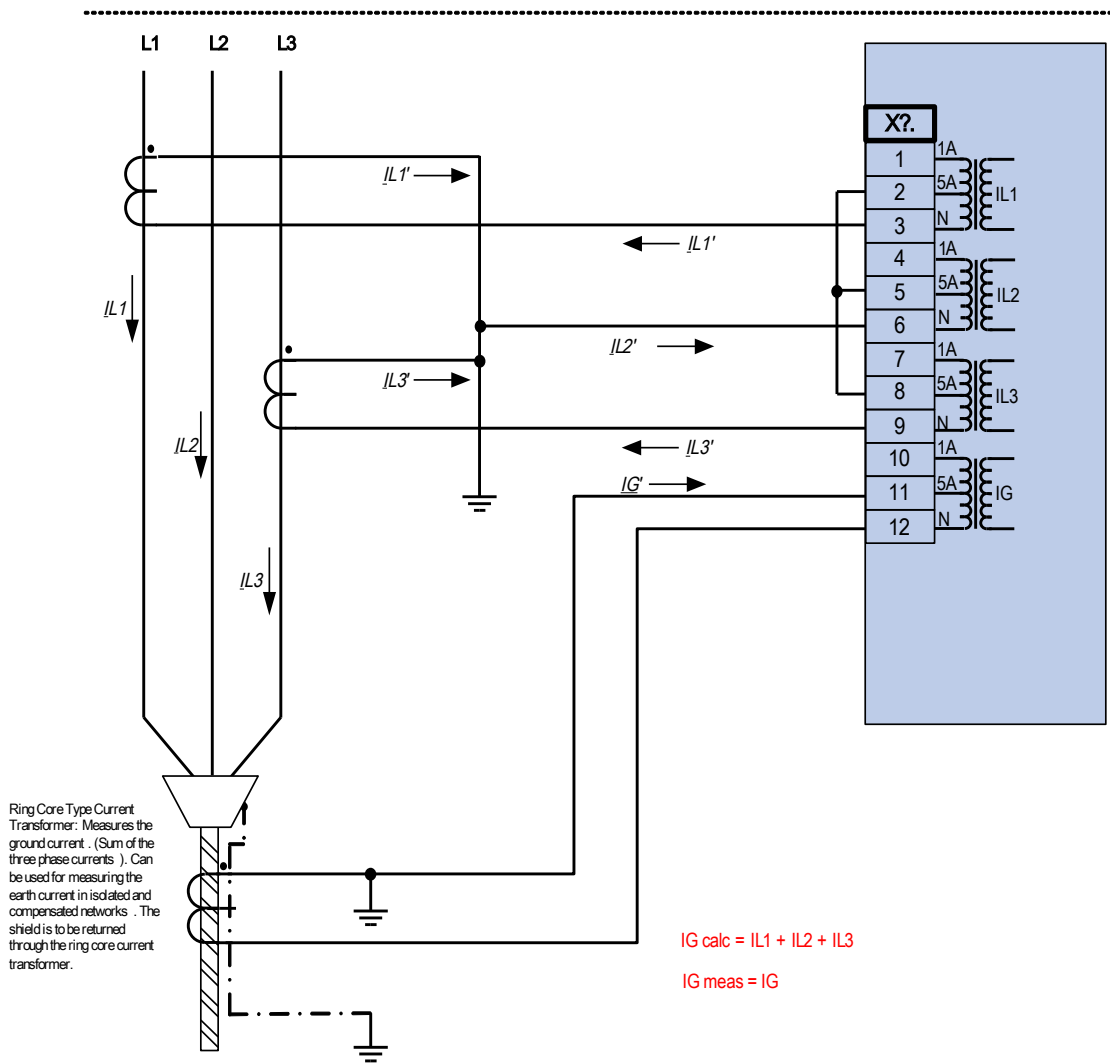 L1 L2 L3
X?.
1 1A
2 5A IL1
3 N
4 1A
5 5A IL2
6 N
7 1A
8 5A IL3
9 N
10 1A
11 5A IG
12 N
IL1'
IL1'
IL1
IL2'
IL3'
IL2
IL3'
IG'
IL3
Ring Core Type Current
Transformer: Measures the
ground current . (Sum of the
three phase currents ). Can
be used for measuring the
earth current in isolated and
compensated networks . The
shield is to be returned
through the ring core current
transformer.
IG calc = IL1 + IL2 + IL3
IG meas = IG